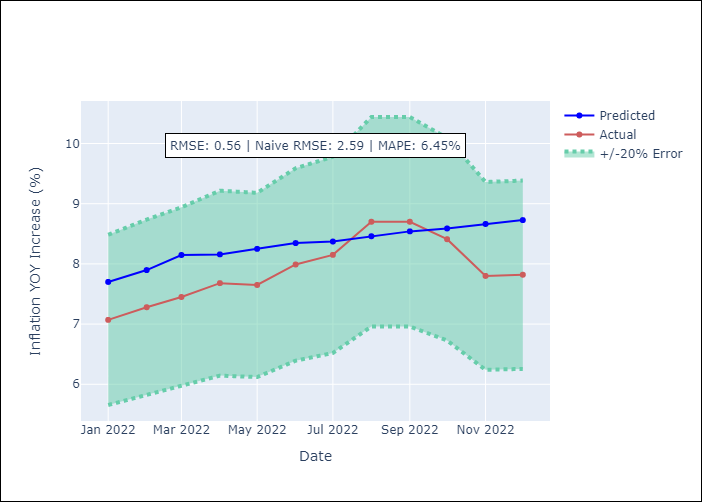 Predicted
Actual
+/-20% Error
RMSE: 0.56 | Naive RMSE: 2.59 | MAPE: 6.45%
Inflation YOY Increase (%)
10
9
8
7
6
Jan 2022 Mar 2022 May 2022 Jul 2022 Sep 2022 Nov 2022
Date